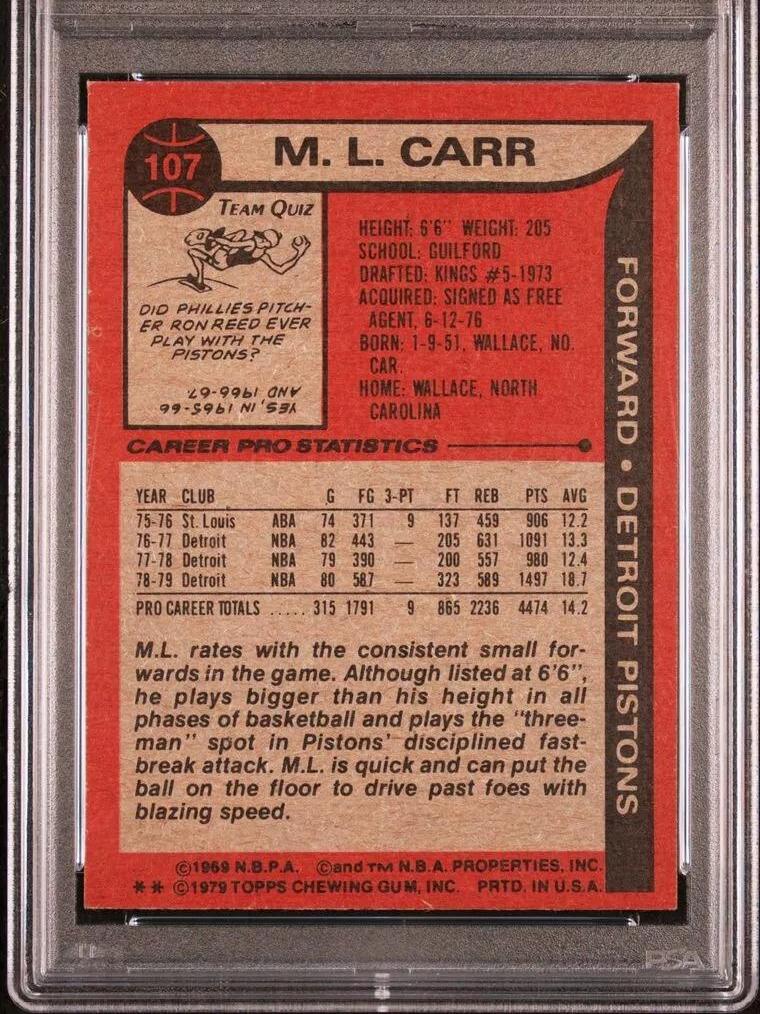 107
M. L. CARR
TEAM QUIZ
DID PHILLIES PITCH-
ER RON REED EVER
PLAY WITH THE
PISTONS?
YES, IN 1965-66
AND 1966-67
HEIGHT: 6'6" WEIGHT: 205
SCHOOL: GUILFORD
DRAFTED: KINGS #5-1973
ACQUIRED: SIGNED AS FREE
AGENT, 6-12-76
BORN: 1-9-51, WALLACE, NO.
CAR.
HOME: WALLACE, NORTH
CAROLINA
FORWARD • DETROIT PISTONS
CAREER PRO STATISTICS
YEAR CLUB G FG 3-PT FT REB PTS AVG
75-76 St. Louis ABA 74 371 9 137 459 906 12.2
76-77 Detroit NBA 82 443 — 205 631 1091 13.3
77-78 Detroit NBA 79 390 — 200 557 980 12.4
78-79 Detroit NBA 80 587 — 323 589 1497 18.7
PRO CAREER TOTALS ..... 315 1791 9 865 2236 4474 14.2
M.L. rates with the consistent small for-
wards in the game. Although listed at 6'6",
he plays bigger than his height in all
phases of basketball and plays the "three-
man" spot in Pistons' disciplined fast-
break attack. M.L. is quick and can put the
ball on the floor to drive past foes with
blazing speed.
©1969 N.B.P.A. ©and TM N.B.A. PROPERTIES, INC.
** ©1979 TOPPS CHEWING GUM, INC. PRTD. IN U.S.A.
PSA